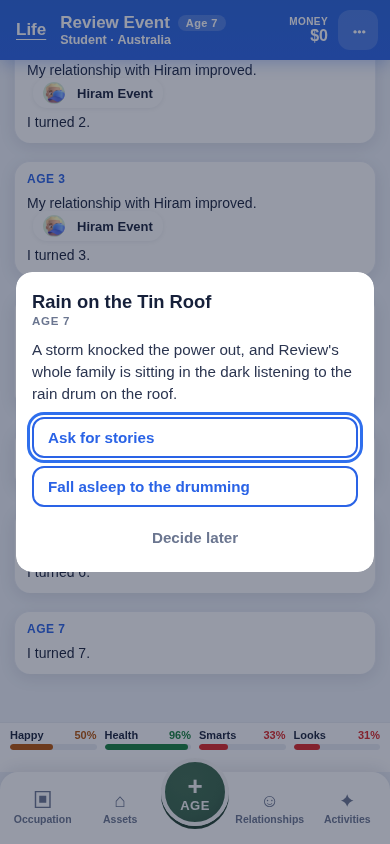 Life
Review Event Age 7
Student · Australia
MONEY
$0
My relationship with Hiram improved.
Hiram Event
I turned 2.
AGE 3
My relationship with Hiram improved.
Hiram Event
I turned 3.
Rain on the Tin Roof
AGE 7
A storm knocked the power out, and Review's
whole family is sitting in the dark listening to the
rain drum on the roof.
Ask for stories
Fall asleep to the drumming
Decide later
I turned 6.
AGE 7
I turned 7.
Happy 50% Health 96% Smarts 33% Looks 31%
+
AGE
Occupation Assets Relationships Activities